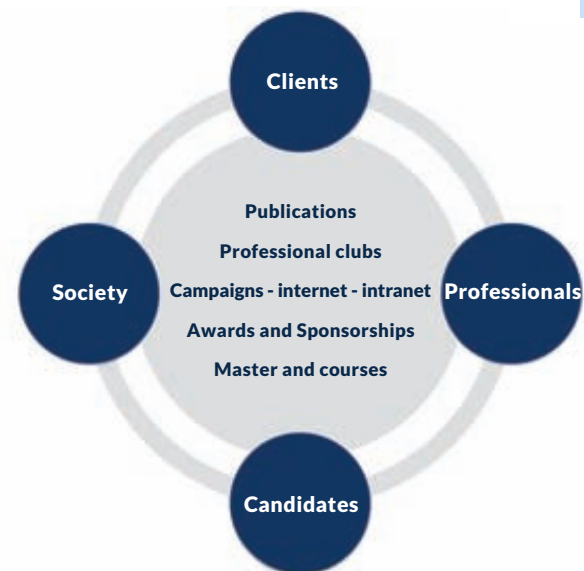 Clients
Publications
Professional clubs
Society
Campaigns - internet - intranet
Professionals
Awards and Sponsorships
Master and courses
Candidates